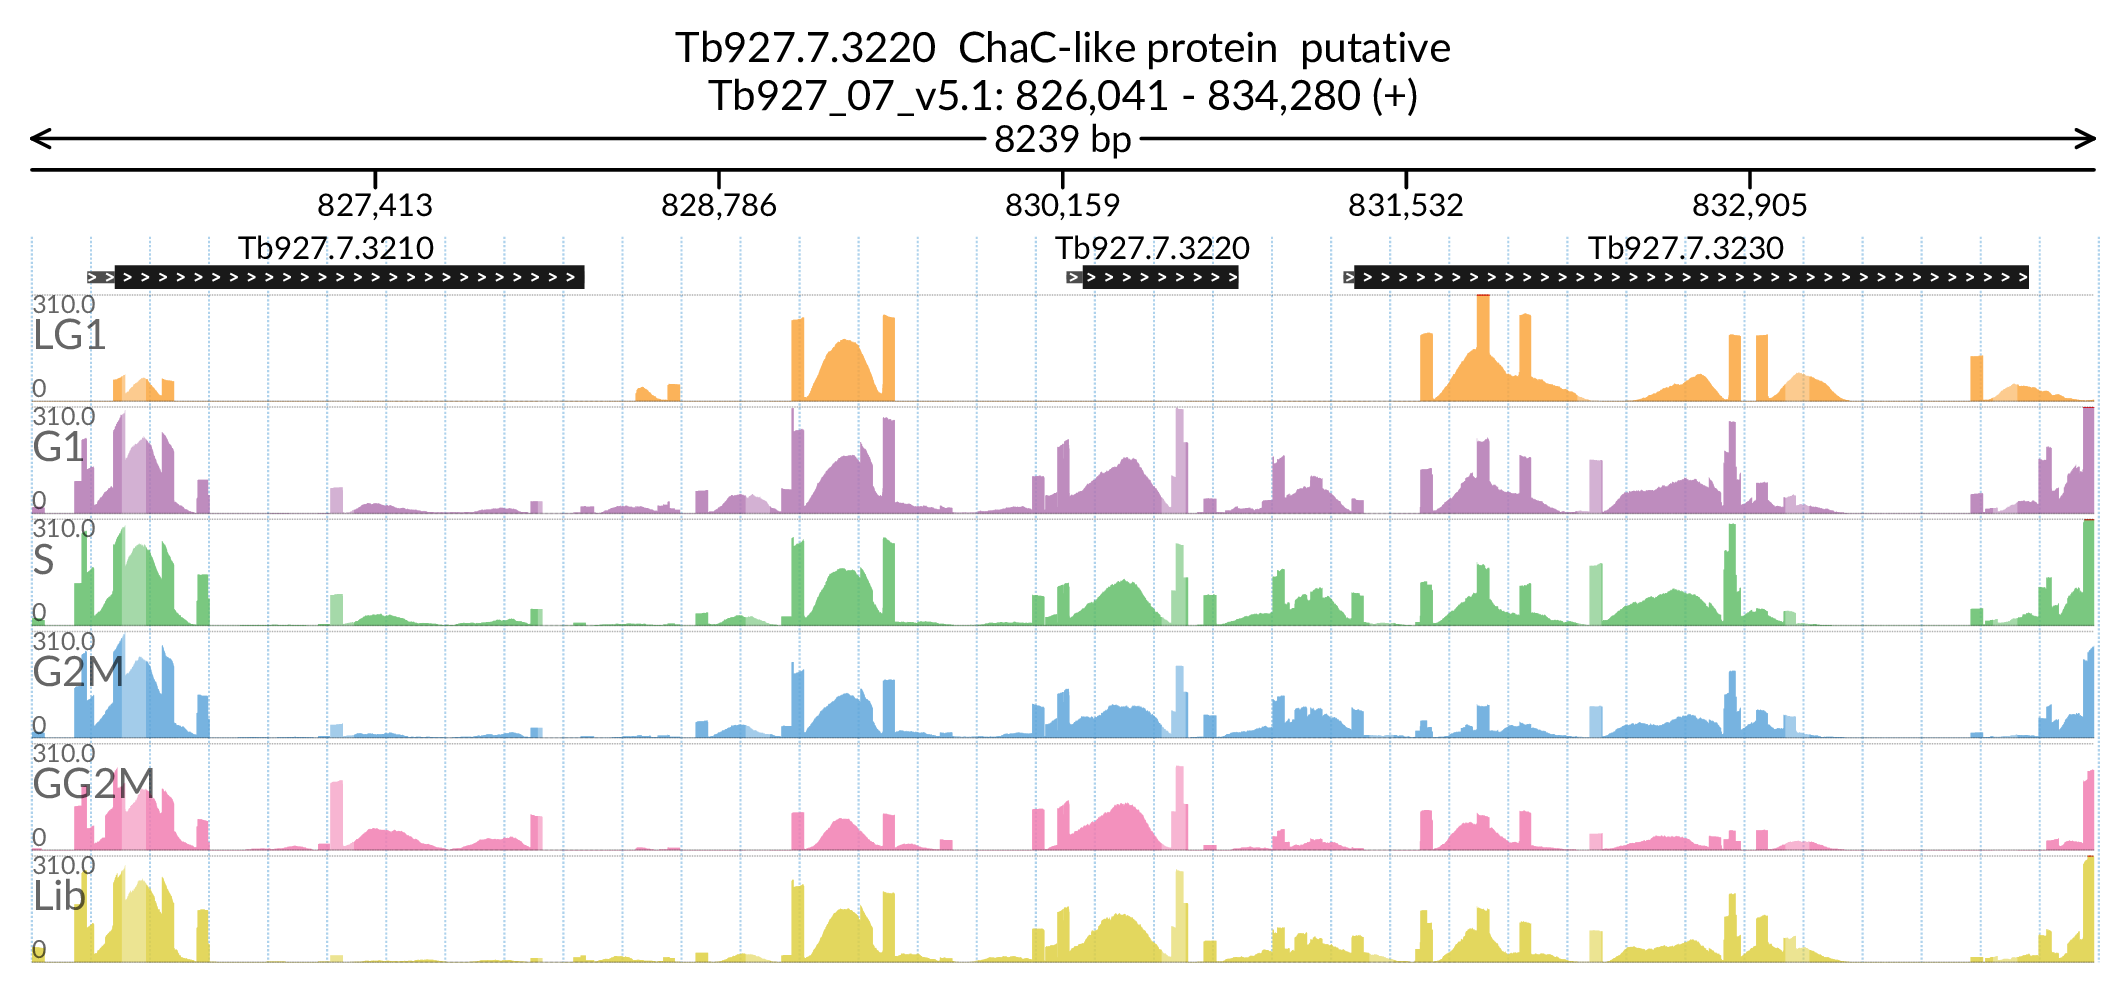 Tb927.7.3220  ChaC-like protein  putative
Tb927_07_v5.1: 826,041 - 834,280 (+)
8239 bp
827,413 828,786 830,159 831,532 832,905
Tb927.7.3210 Tb927.7.3220 Tb927.7.3230
310.0
LG1
0
310.0
G1
0
310.0
S
0
310.0
G2M
0
310.0
GG2M
0
310.0
Lib
0